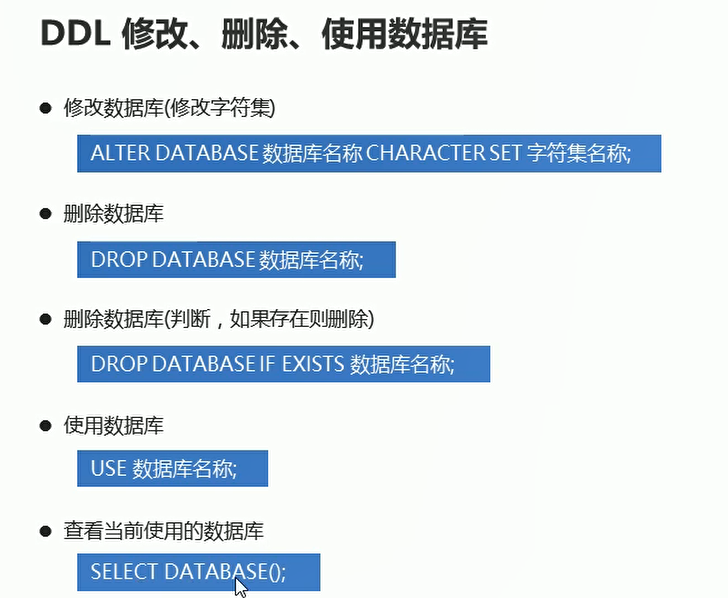 DDL 修改、删除、使用数据库
修改数据库(修改字符集)
ALTER DATABASE 数据库名称 CHARACTER SET 字符集名称;
删除数据库
DROP DATABASE 数据库名称;
删除数据库(判断，如果存在则删除)
DROP DATABASE IF EXISTS 数据库名称;
使用数据库
USE 数据库名称;
查看当前使用的数据库
SELECT DATABASE();